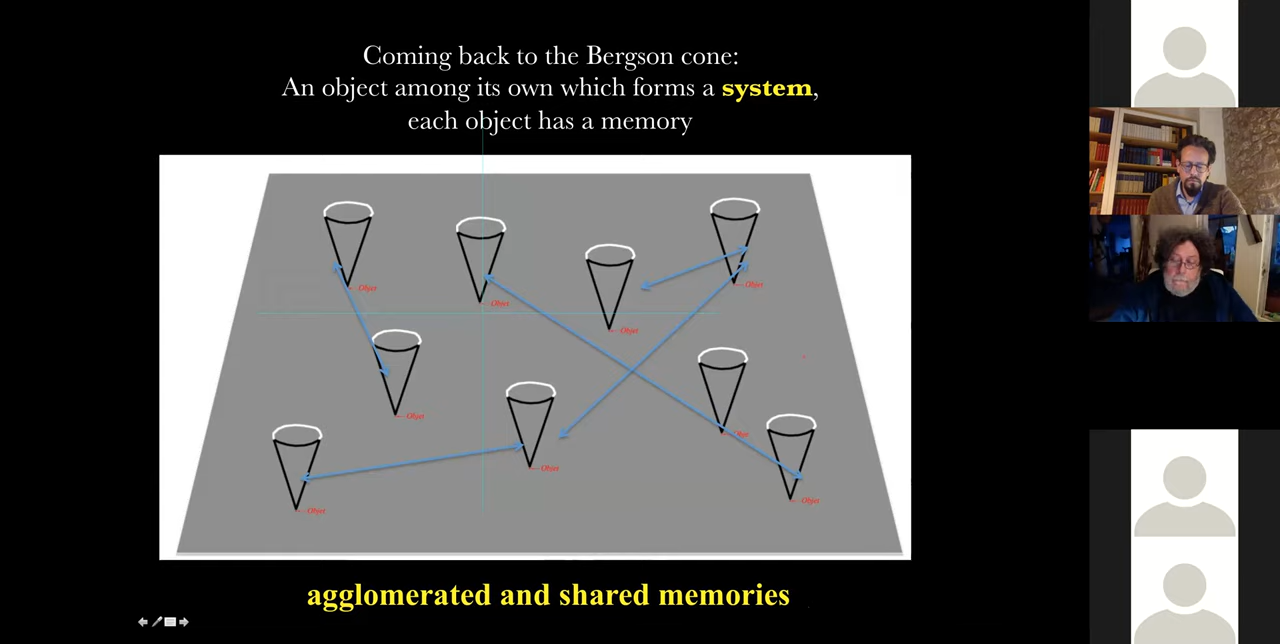 Coming back to the Bergson cone:
An object among its own which forms a system,
each object has a memory
Objet
Objet
Objet
Objet
Objet
Objet
Objet
Objet
Objet
agglomerated and shared memories